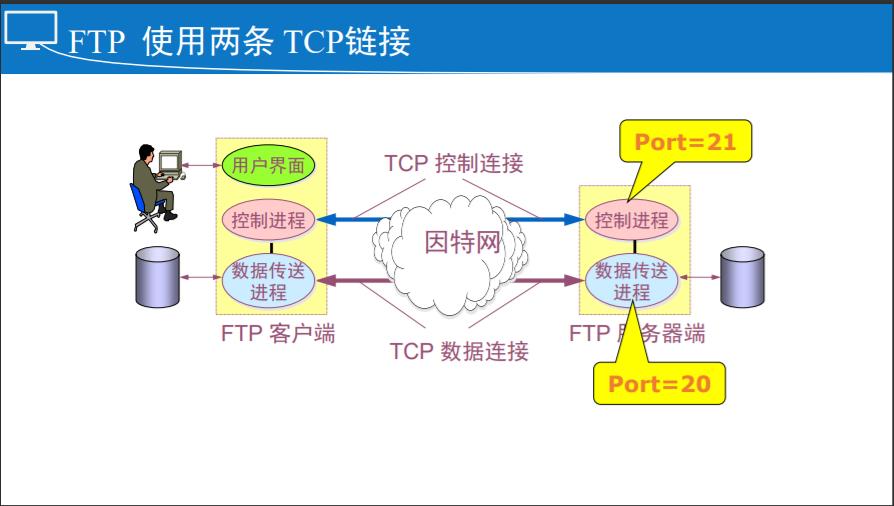 FTP 使用两条 TCP链接
Port=21
TCP 控制连接
用户界面
控制进程
控制进程
因特网
数据传送
进程
数据传送
进程
FTP 客户端
TCP 数据连接
FTP 服务器端
Port=20